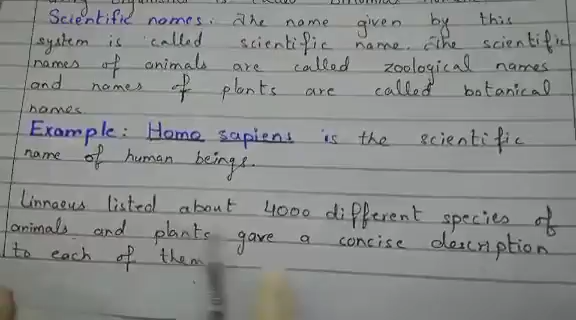 Scientific names. The name given by this
system is called scientific name. The scientific
names of animals are called zoological names
and names of plants are called botanical
names.
Example: Homo sapiens is the scientific
name of human beings.
Linnaeus listed about 4000 different species of
animals and plants gave a concise description
to each of them